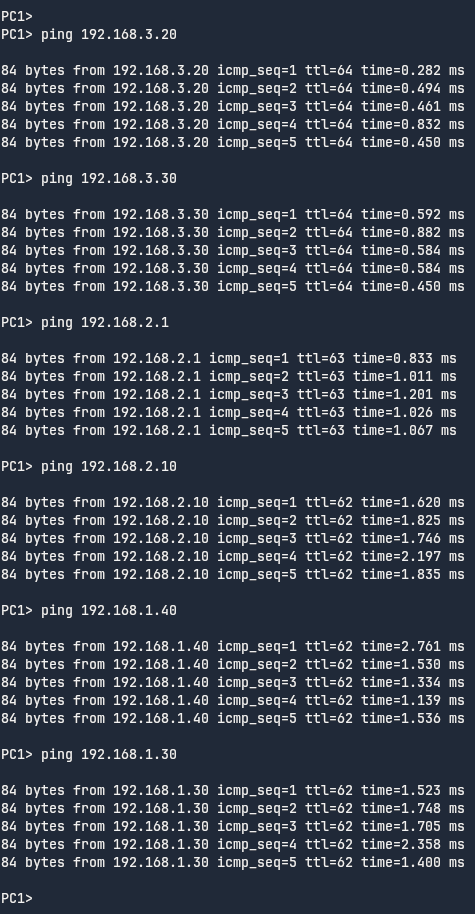 PC1>
PC1> ping 192.168.3.20
84 bytes from 192.168.3.20 icmp_seq=1 ttl=64 time=0.282 ms
84 bytes from 192.168.3.20 icmp_seq=2 ttl=64 time=0.494 ms
84 bytes from 192.168.3.20 icmp_seq=3 ttl=64 time=0.461 ms
84 bytes from 192.168.3.20 icmp_seq=4 ttl=64 time=0.832 ms
84 bytes from 192.168.3.20 icmp_seq=5 ttl=64 time=0.450 ms
PC1> ping 192.168.3.30
84 bytes from 192.168.3.30 icmp_seq=1 ttl=64 time=0.592 ms
84 bytes from 192.168.3.30 icmp_seq=2 ttl=64 time=0.882 ms
84 bytes from 192.168.3.30 icmp_seq=3 ttl=64 time=0.584 ms
84 bytes from 192.168.3.30 icmp_seq=4 ttl=64 time=0.584 ms
84 bytes from 192.168.3.30 icmp_seq=5 ttl=64 time=0.450 ms
PC1> ping 192.168.2.1
84 bytes from 192.168.2.1 icmp_seq=1 ttl=63 time=0.833 ms
84 bytes from 192.168.2.1 icmp_seq=2 ttl=63 time=1.011 ms
84 bytes from 192.168.2.1 icmp_seq=3 ttl=63 time=1.201 ms
84 bytes from 192.168.2.1 icmp_seq=4 ttl=63 time=1.026 ms
84 bytes from 192.168.2.1 icmp_seq=5 ttl=63 time=1.067 ms
PC1> ping 192.168.2.10
84 bytes from 192.168.2.10 icmp_seq=1 ttl=62 time=1.620 ms
84 bytes from 192.168.2.10 icmp_seq=2 ttl=62 time=1.825 ms
84 bytes from 192.168.2.10 icmp_seq=3 ttl=62 time=1.746 ms
84 bytes from 192.168.2.10 icmp_seq=4 ttl=62 time=2.197 ms
84 bytes from 192.168.2.10 icmp_seq=5 ttl=62 time=1.835 ms
PC1> ping 192.168.1.40
84 bytes from 192.168.1.40 icmp_seq=1 ttl=62 time=2.761 ms
84 bytes from 192.168.1.40 icmp_seq=2 ttl=62 time=1.530 ms
84 bytes from 192.168.1.40 icmp_seq=3 ttl=62 time=1.334 ms
84 bytes from 192.168.1.40 icmp_seq=4 ttl=62 time=1.139 ms
84 bytes from 192.168.1.40 icmp_seq=5 ttl=62 time=1.536 ms
PC1> ping 192.168.1.30
84 bytes from 192.168.1.30 icmp_seq=1 ttl=62 time=1.523 ms
84 bytes from 192.168.1.30 icmp_seq=2 ttl=62 time=1.748 ms
84 bytes from 192.168.1.30 icmp_seq=3 ttl=62 time=1.705 ms
84 bytes from 192.168.1.30 icmp_seq=4 ttl=62 time=2.358 ms
84 bytes from 192.168.1.30 icmp_seq=5 ttl=62 time=1.400 ms
PC1>